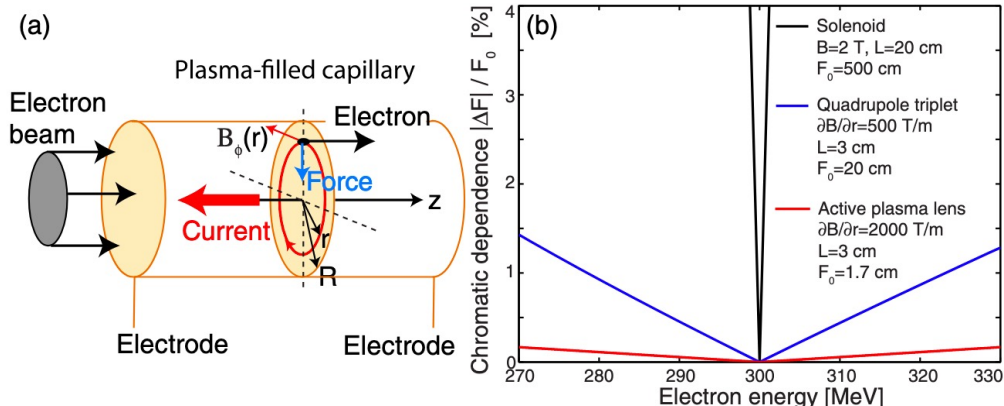 (a)
Plasma-filled capillary
Electron
beam
Electron
Bϕ(r)
Force
z
Current
r
R
Electrode
Electrode
(b)
Chromatic dependence |ΔF| / F₀ [%]
4
3
2
1
0
270
280
290
300
310
320
330
Electron energy [MeV]
Solenoid
B=2 T, L=20 cm
F₀=500 cm
Quadrupole triplet
∂B/∂r=500 T/m
L=3 cm
F₀=20 cm
Active plasma lens
∂B/∂r=2000 T/m
L=3 cm
F₀=1.7 cm